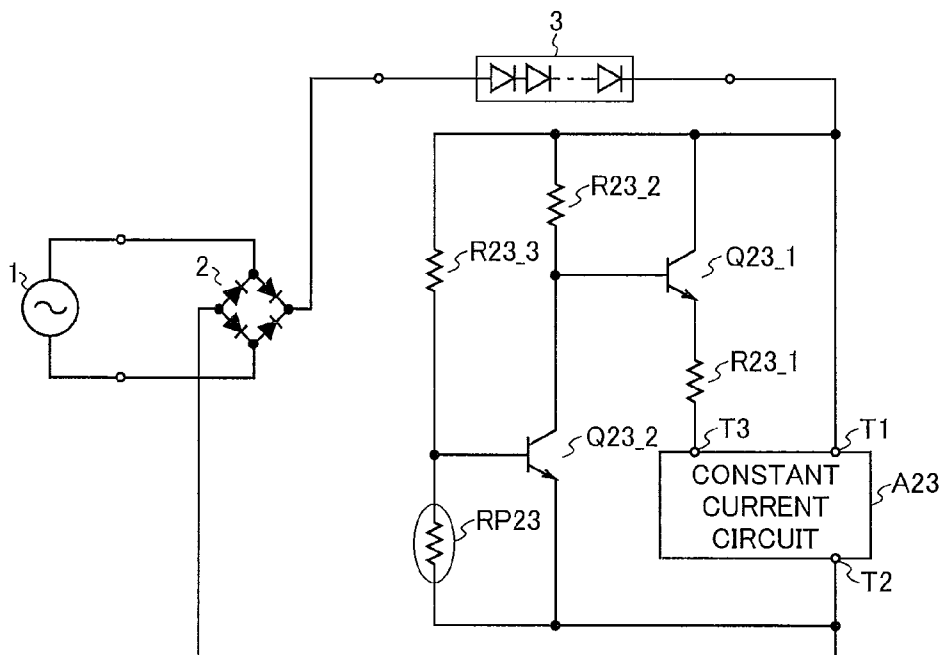 3
R23_2
R23_3
Q23_1
1
2
R23_1
Q23_2
T3
T1
CONSTANT
CURRENT
CIRCUIT
A23
RP23
T2